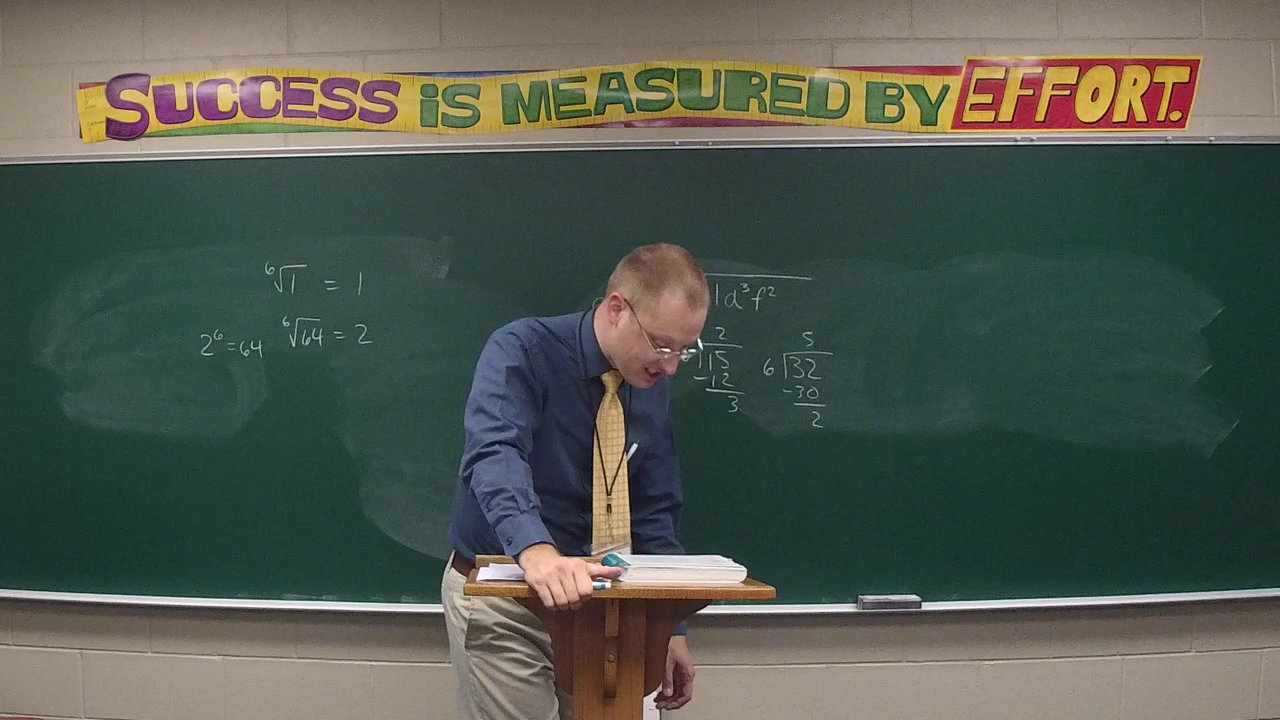 SUCCESS IS MEASURED BY EFFORT.
⁶√1 = 1
2⁶=64 ⁶√64 = 2
1d³f²
2
15
-12
3
5
6 32
-30
2